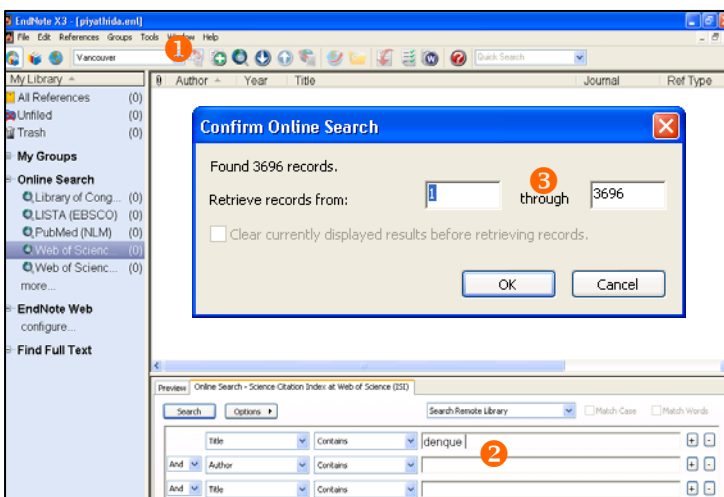 EndNote X3 - [piyathida.enl]
File Edit References Groups Tools Window Help
1
Vancouver
Quick Search
My Library
Author Year Title Journal Ref Type
All References (0)
Unfiled (0)
Trash (0)
My Groups
Online Search
Library of Cong... (0)
LISTA (EBSCO) (0)
PubMed (NLM) (0)
Web of Scienc... (0)
Web of Scienc... (0)
more...
EndNote Web
configure...
Find Full Text
Confirm Online Search
Found 3696 records.
3
Retrieve records from: 1 through 3696
Clear currently displayed results before retrieving records.
OK Cancel
Preview Online Search - Science Citation Index at Web of Science (ISI)
Search Options Search Remote Library Match Case Match Words
Title Contains denque + -
2
And Author Contains + -
And Title Contains + -